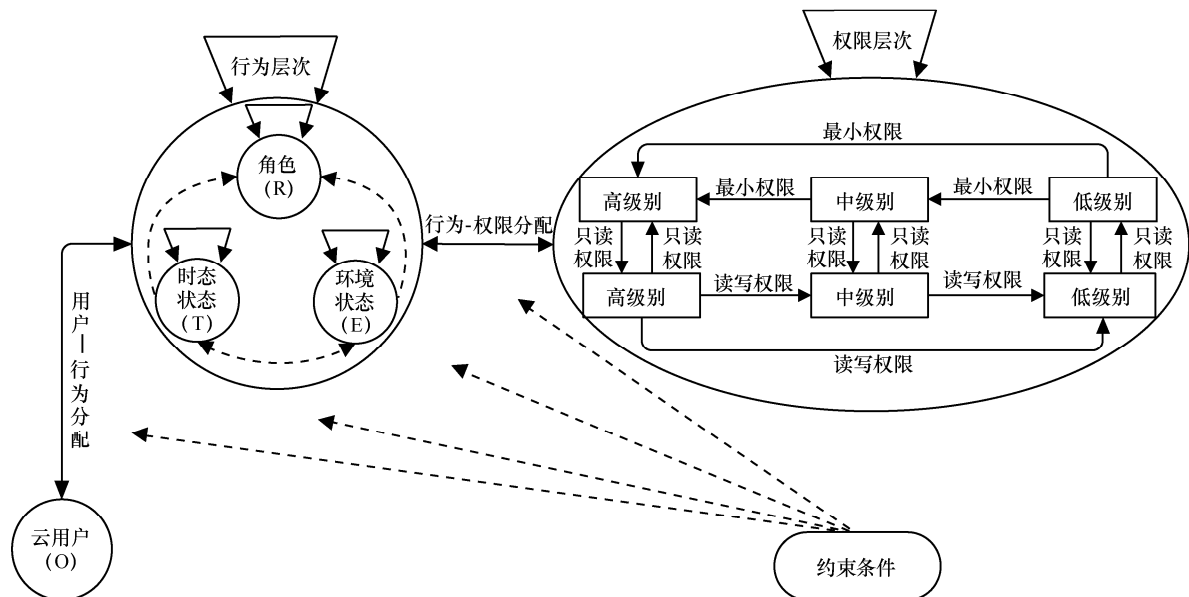 权限层次
行为层次
最小权限
角色
(R)
高级别
最小权限
中级别
最小权限
低级别
行为-权限分配
只读
权限
只读
权限
只读
权限
只读
权限
只读
权限
只读
权限
时态
状态
(T)
环境
状态
(E)
高级别
读写权限
中级别
读写权限
低级别
读写权限
用户—行为分配
云用户
(O)
约束条件